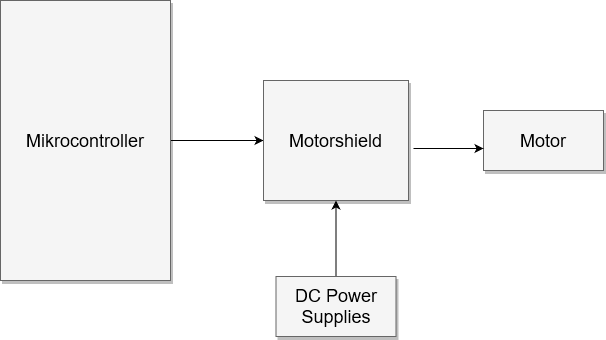 Mikrocontroller
Motorshield
Motor
DC Power
Supplies